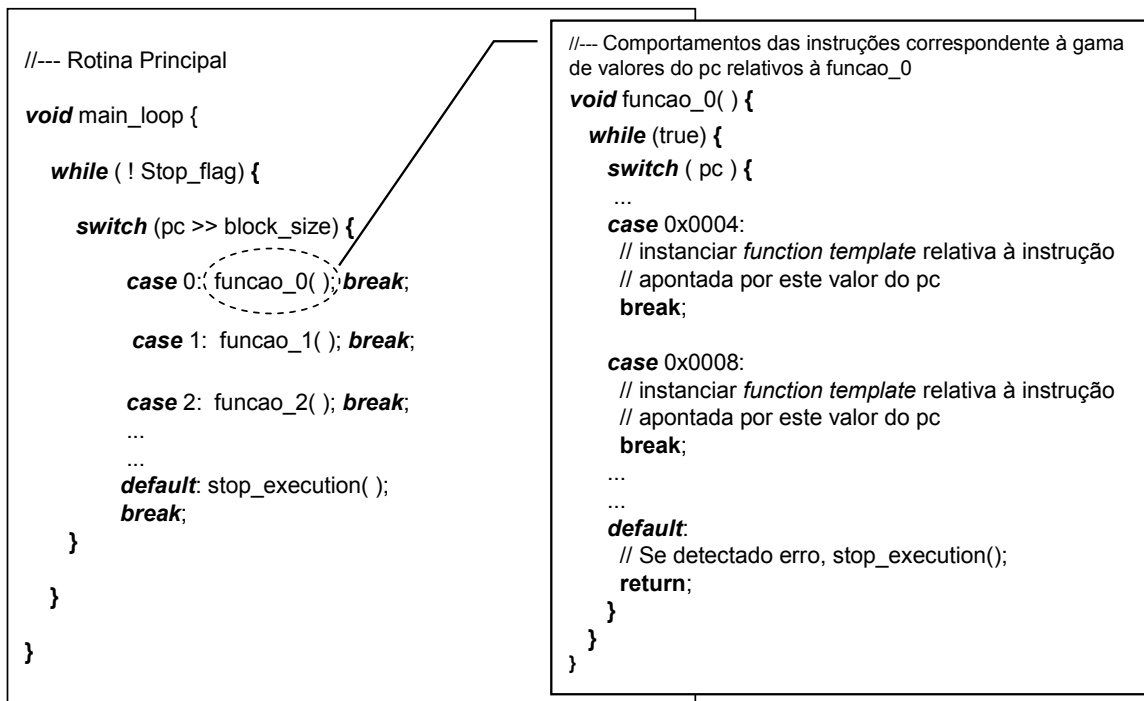 //--- Rotina Principal
void main_loop {
while ( ! Stop_flag) {
switch (pc >> block_size) {
case 0: funcao_0( ); break;
case 1: funcao_1( ); break;
case 2: funcao_2( ); break;
...
...
default: stop_execution( );
break;
}
}
}
//--- Comportamentos das instruções correspondente à gama
de valores do pc relativos à funcao_0
void funcao_0( ) {
while (true) {
switch ( pc ) {
...
case 0x0004:
// instanciar function template relativa à instrução
// apontada por este valor do pc
break;
case 0x0008:
// instanciar function template relativa à instrução
// apontada por este valor do pc
break;
...
...
default:
// Se detectado erro, stop_execution();
return;
}
}
}